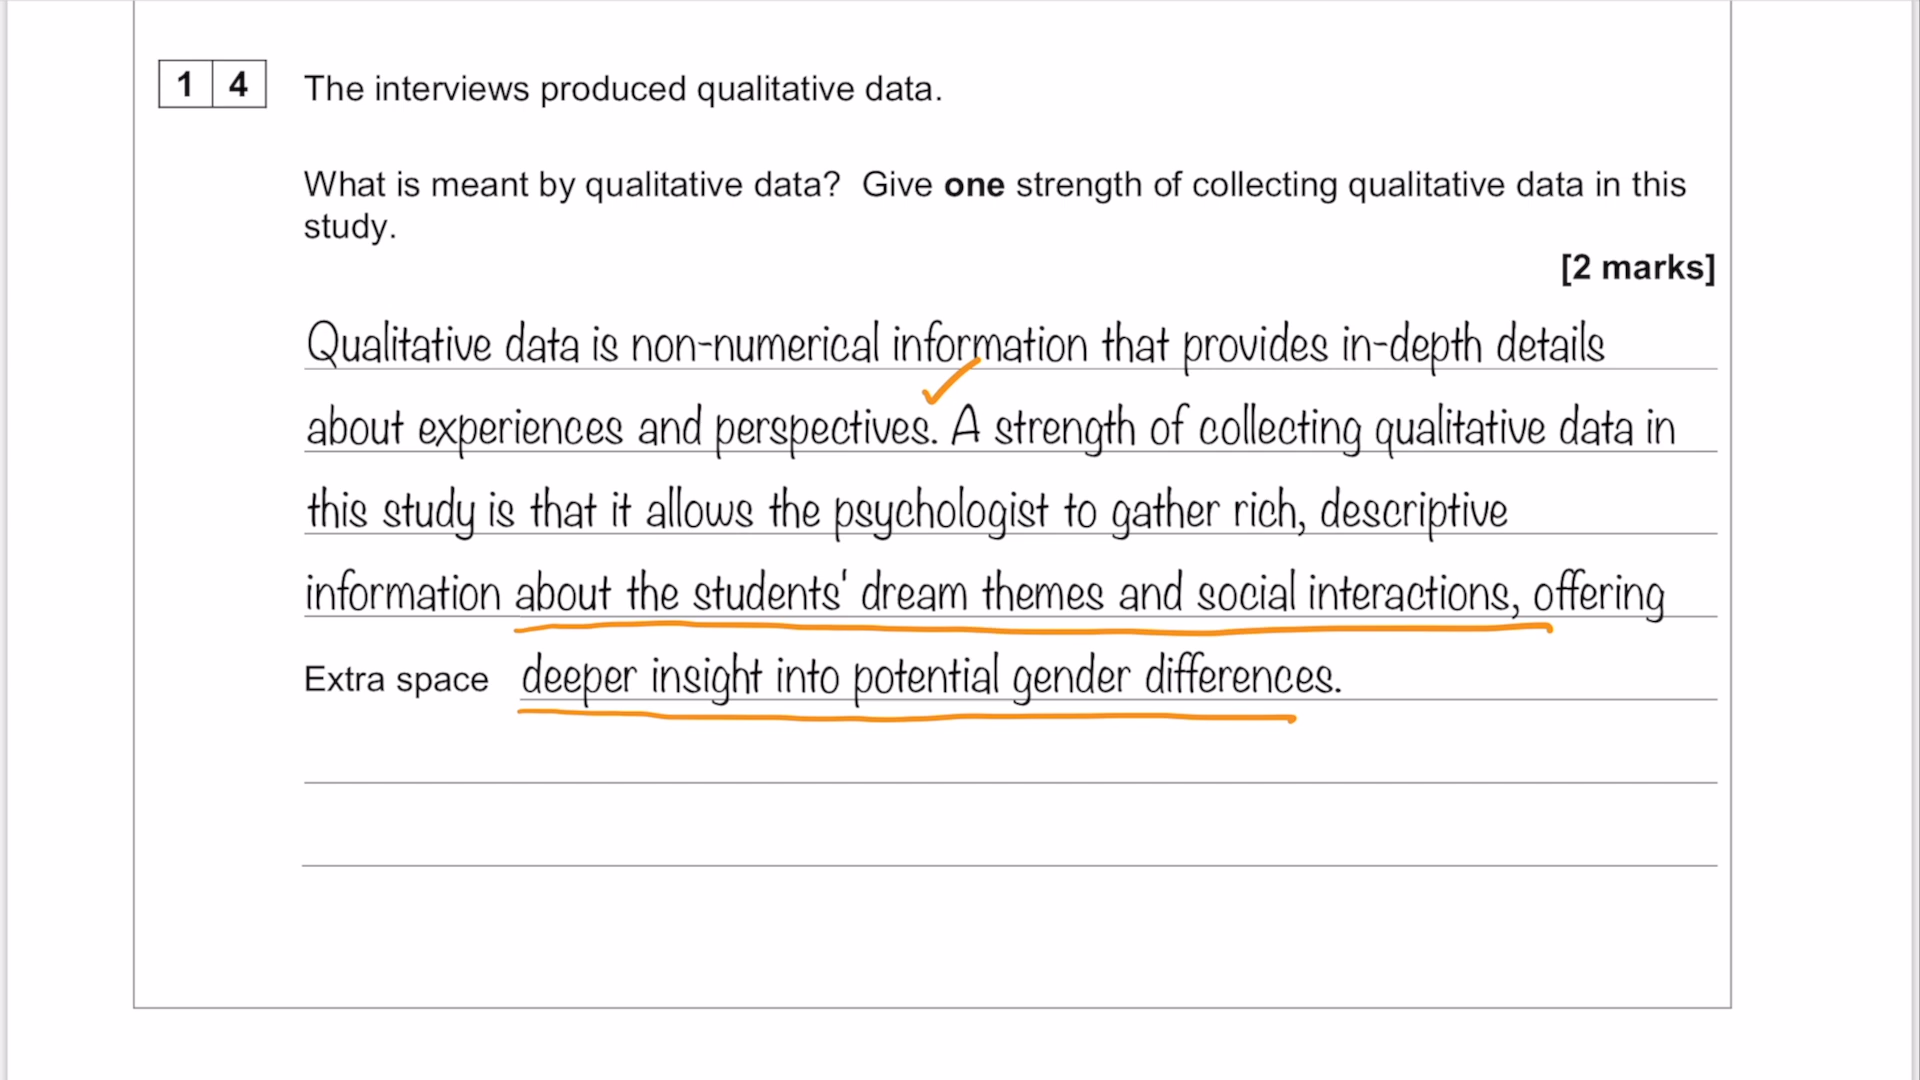 1 4 The interviews produced qualitative data.
What is meant by qualitative data? Give one strength of collecting qualitative data in this
study.
[2 marks]
Qualitative data is non-numerical information that provides in-depth details
about experiences and perspectives. A strength of collecting qualitative data in
this study is that it allows the psychologist to gather rich, descriptive
information about the students' dream themes and social interactions, offering
Extra space deeper insight into potential gender differences.